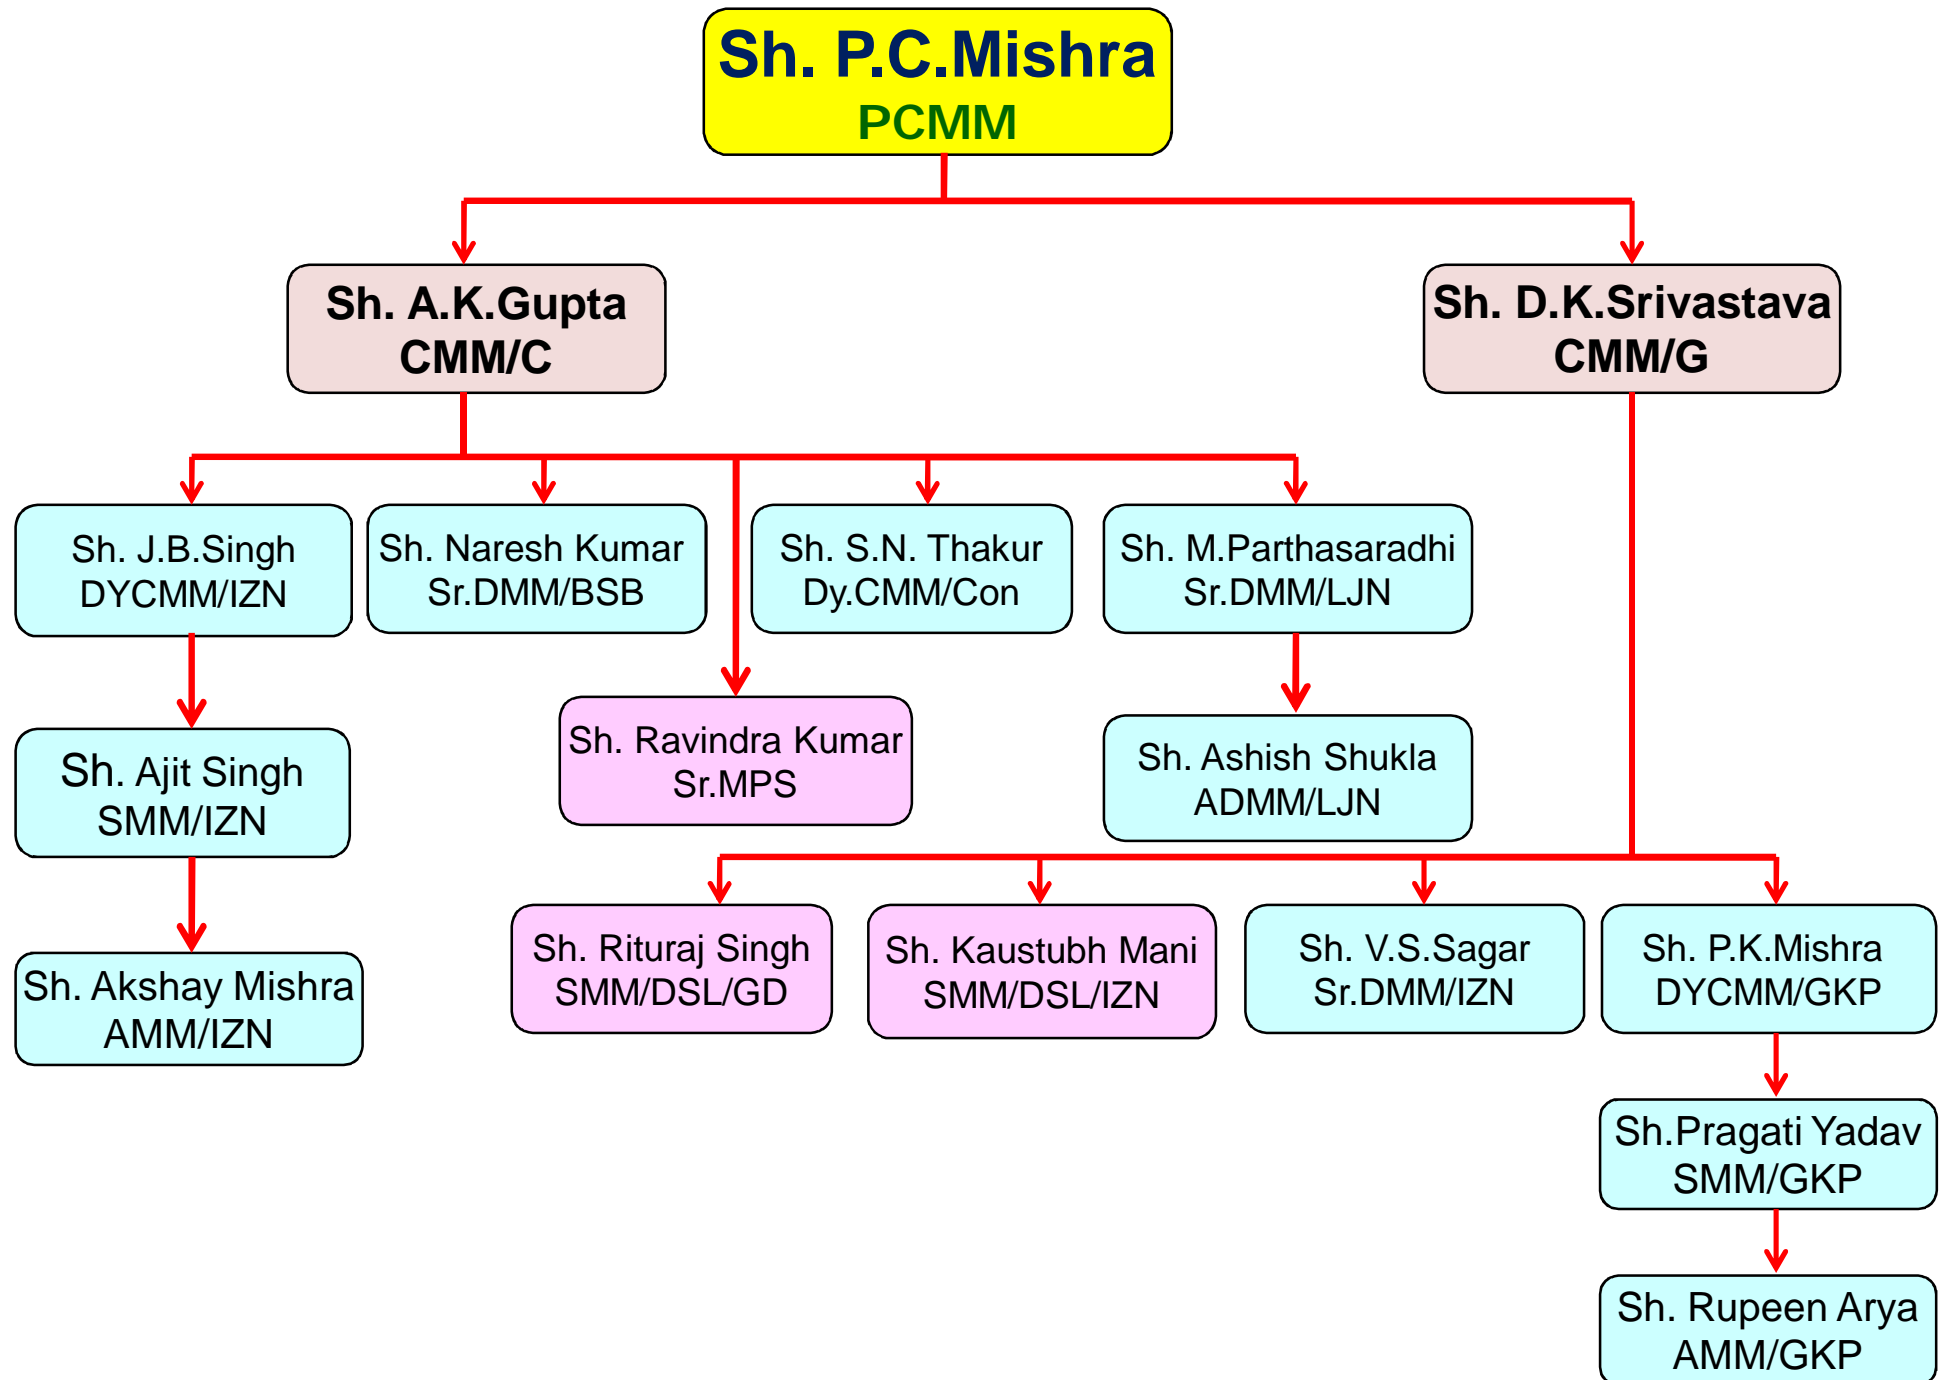 Sh. P.C.Mishra
PCMM
Sh. A.K.Gupta
CMM/C
Sh. D.K.Srivastava
CMM/G
Sh. J.B.Singh
DYCMM/IZN
Sh. Naresh Kumar
Sr.DMM/BSB
Sh. S.N. Thakur
Dy.CMM/Con
Sh. M.Parthasaradhi
Sr.DMM/LJN
Sh. Ajit Singh
SMM/IZN
Sh. Ravindra Kumar
Sr.MPS
Sh. Ashish Shukla
ADMM/LJN
Sh. Akshay Mishra
AMM/IZN
Sh. Rituraj Singh
SMM/DSL/GD
Sh. Kaustubh Mani
SMM/DSL/IZN
Sh. V.S.Sagar
Sr.DMM/IZN
Sh. P.K.Mishra
DYCMM/GKP
Sh.Pragati Yadav
SMM/GKP
Sh. Rupeen Arya
AMM/GKP